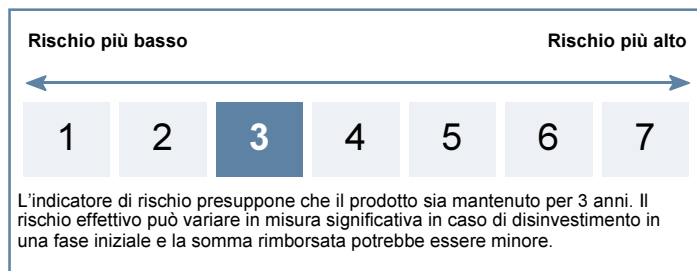 Rischio più basso Rischio più alto
1 2 3 4 5 6 7
L'indicatore di rischio presuppone che il prodotto sia mantenuto per 3 anni. Il
rischio effettivo può variare in misura significativa in caso di disinvestimento in
una fase iniziale e la somma rimborsata potrebbe essere minore.